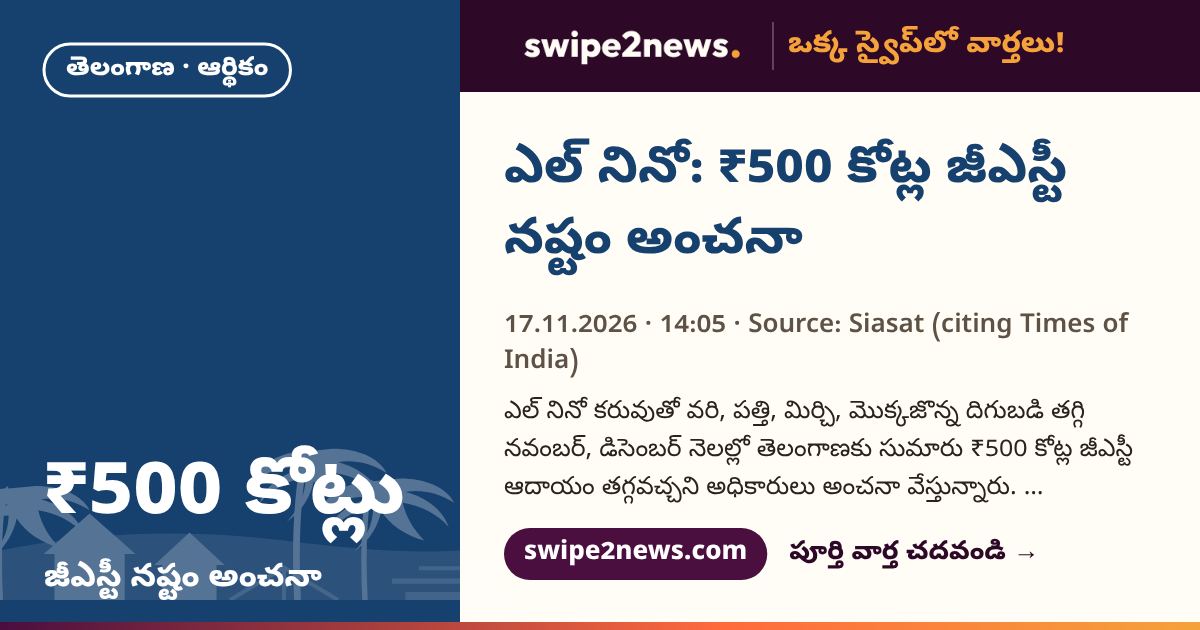 తెలంగాణ · ఆర్థికం
₹500 కోట్లు
జీఎస్టీ నష్టం అంచనా
swipe2news.
ఒక్క స్వైప్‌లో వార్తలు!
ఎల్ నినో: ₹500 కోట్ల జీఎస్టీ
నష్టం అంచనా
17.11.2026 · 14:05 · Source: Siasat (citing Times of
India)
ఎల్ నినో కరువుతో వరి, పత్తి, మిర్చి, మొక్కజొన్న దిగుబడి తగ్గి
నవంబర్, డిసెంబర్ నెలల్లో తెలంగాణకు సుమారు ₹500 కోట్ల జీఎస్టీ
ఆదాయం తగ్గవచ్చని అధికారులు అంచనా వేస్తున్నారు. ...
swipe2news.com
పూర్తి వార్త చదవండి →